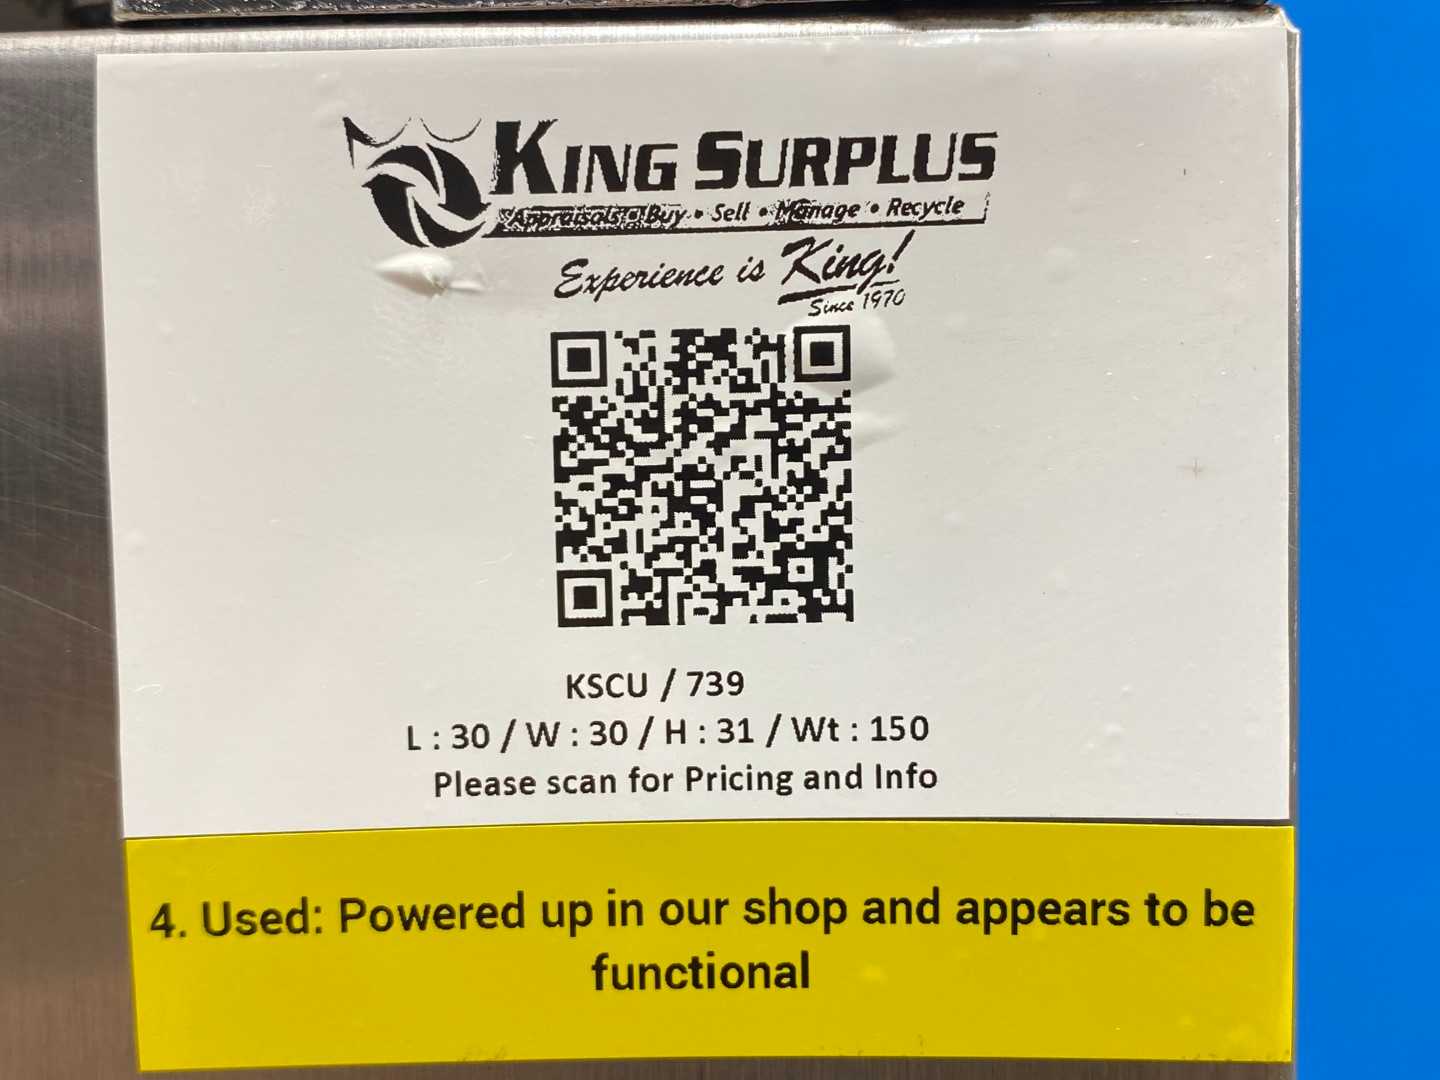 KING SURPLUS
Appraisals • Buy • Sell • Manage • Recycle
Experience is King!
Since 1970
KSCU / 739
L : 30 / W : 30 / H : 31 / Wt : 150
Please scan for Pricing and Info
4. Used: Powered up in our shop and appears to be
functional